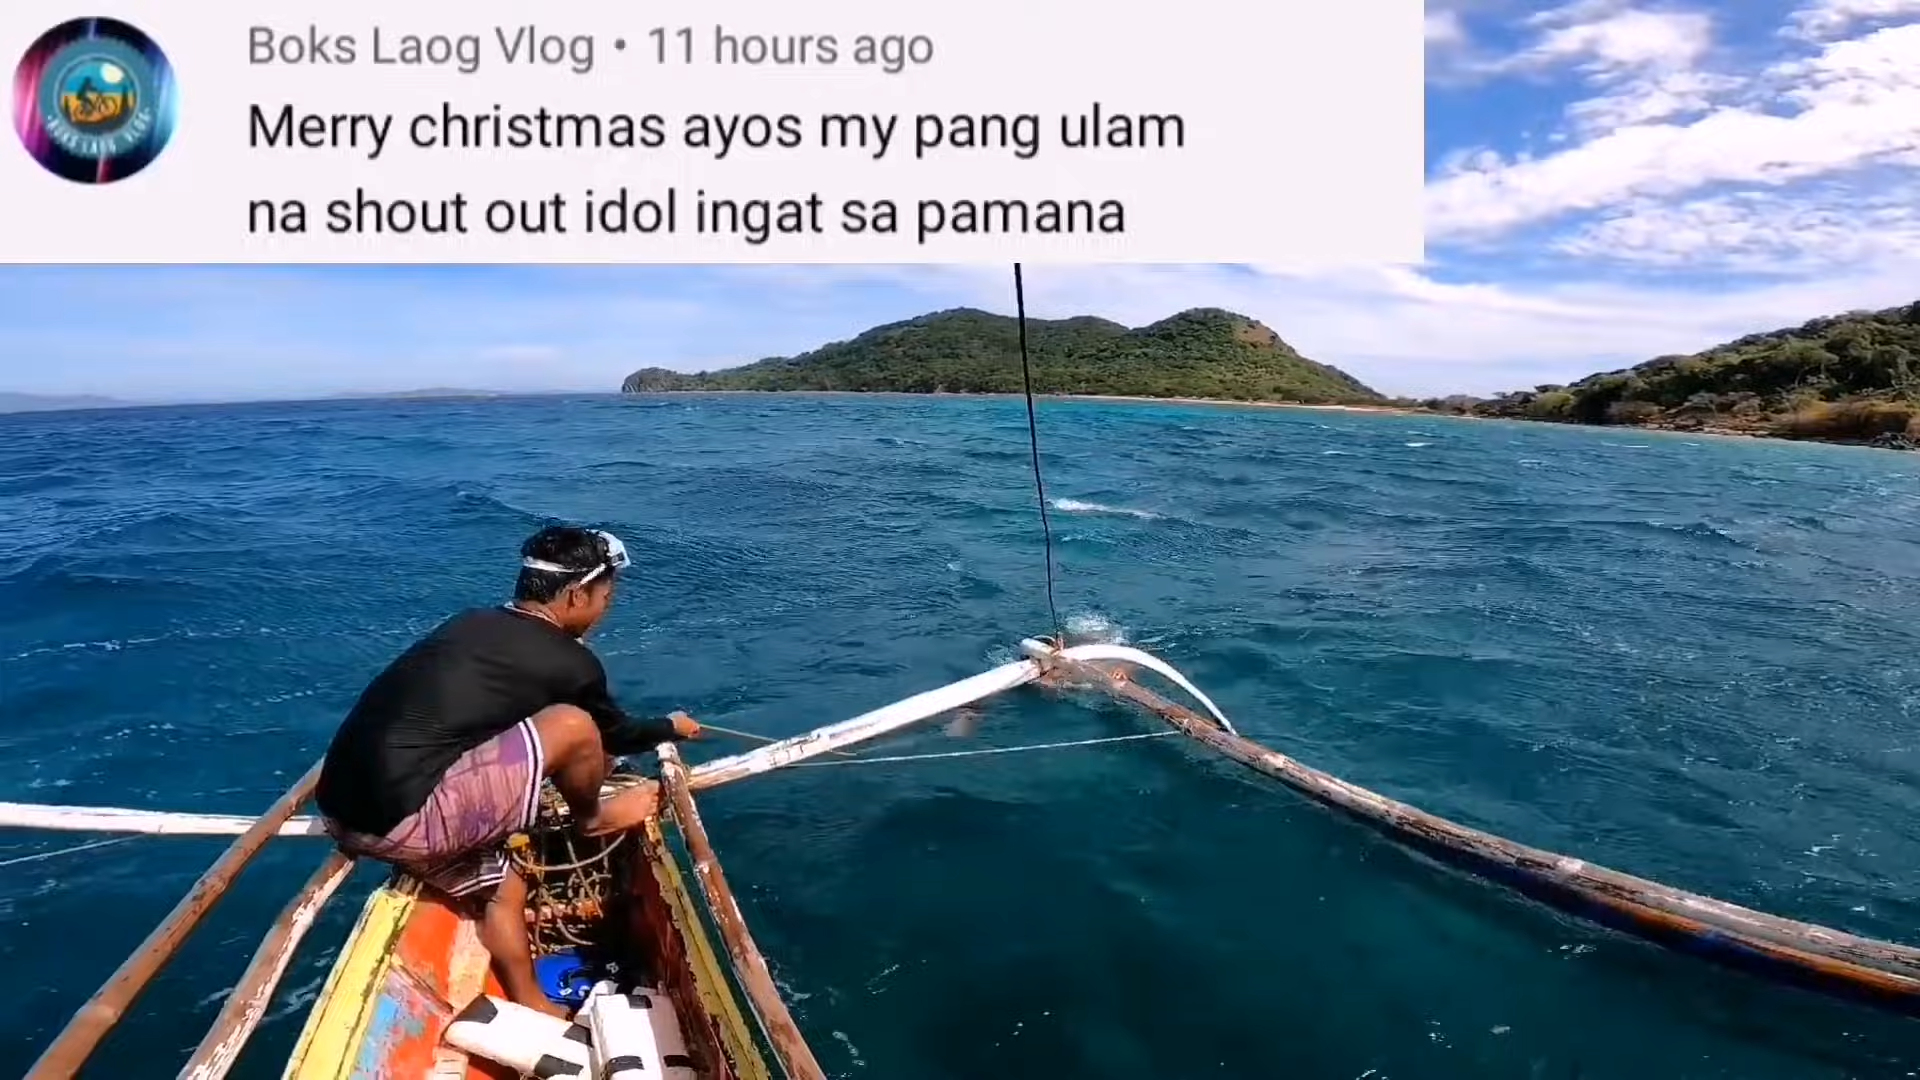 Boks Laog Vlog • 11 hours ago
Merry christmas ayos my pang ulam
na shout out idol ingat sa pamana